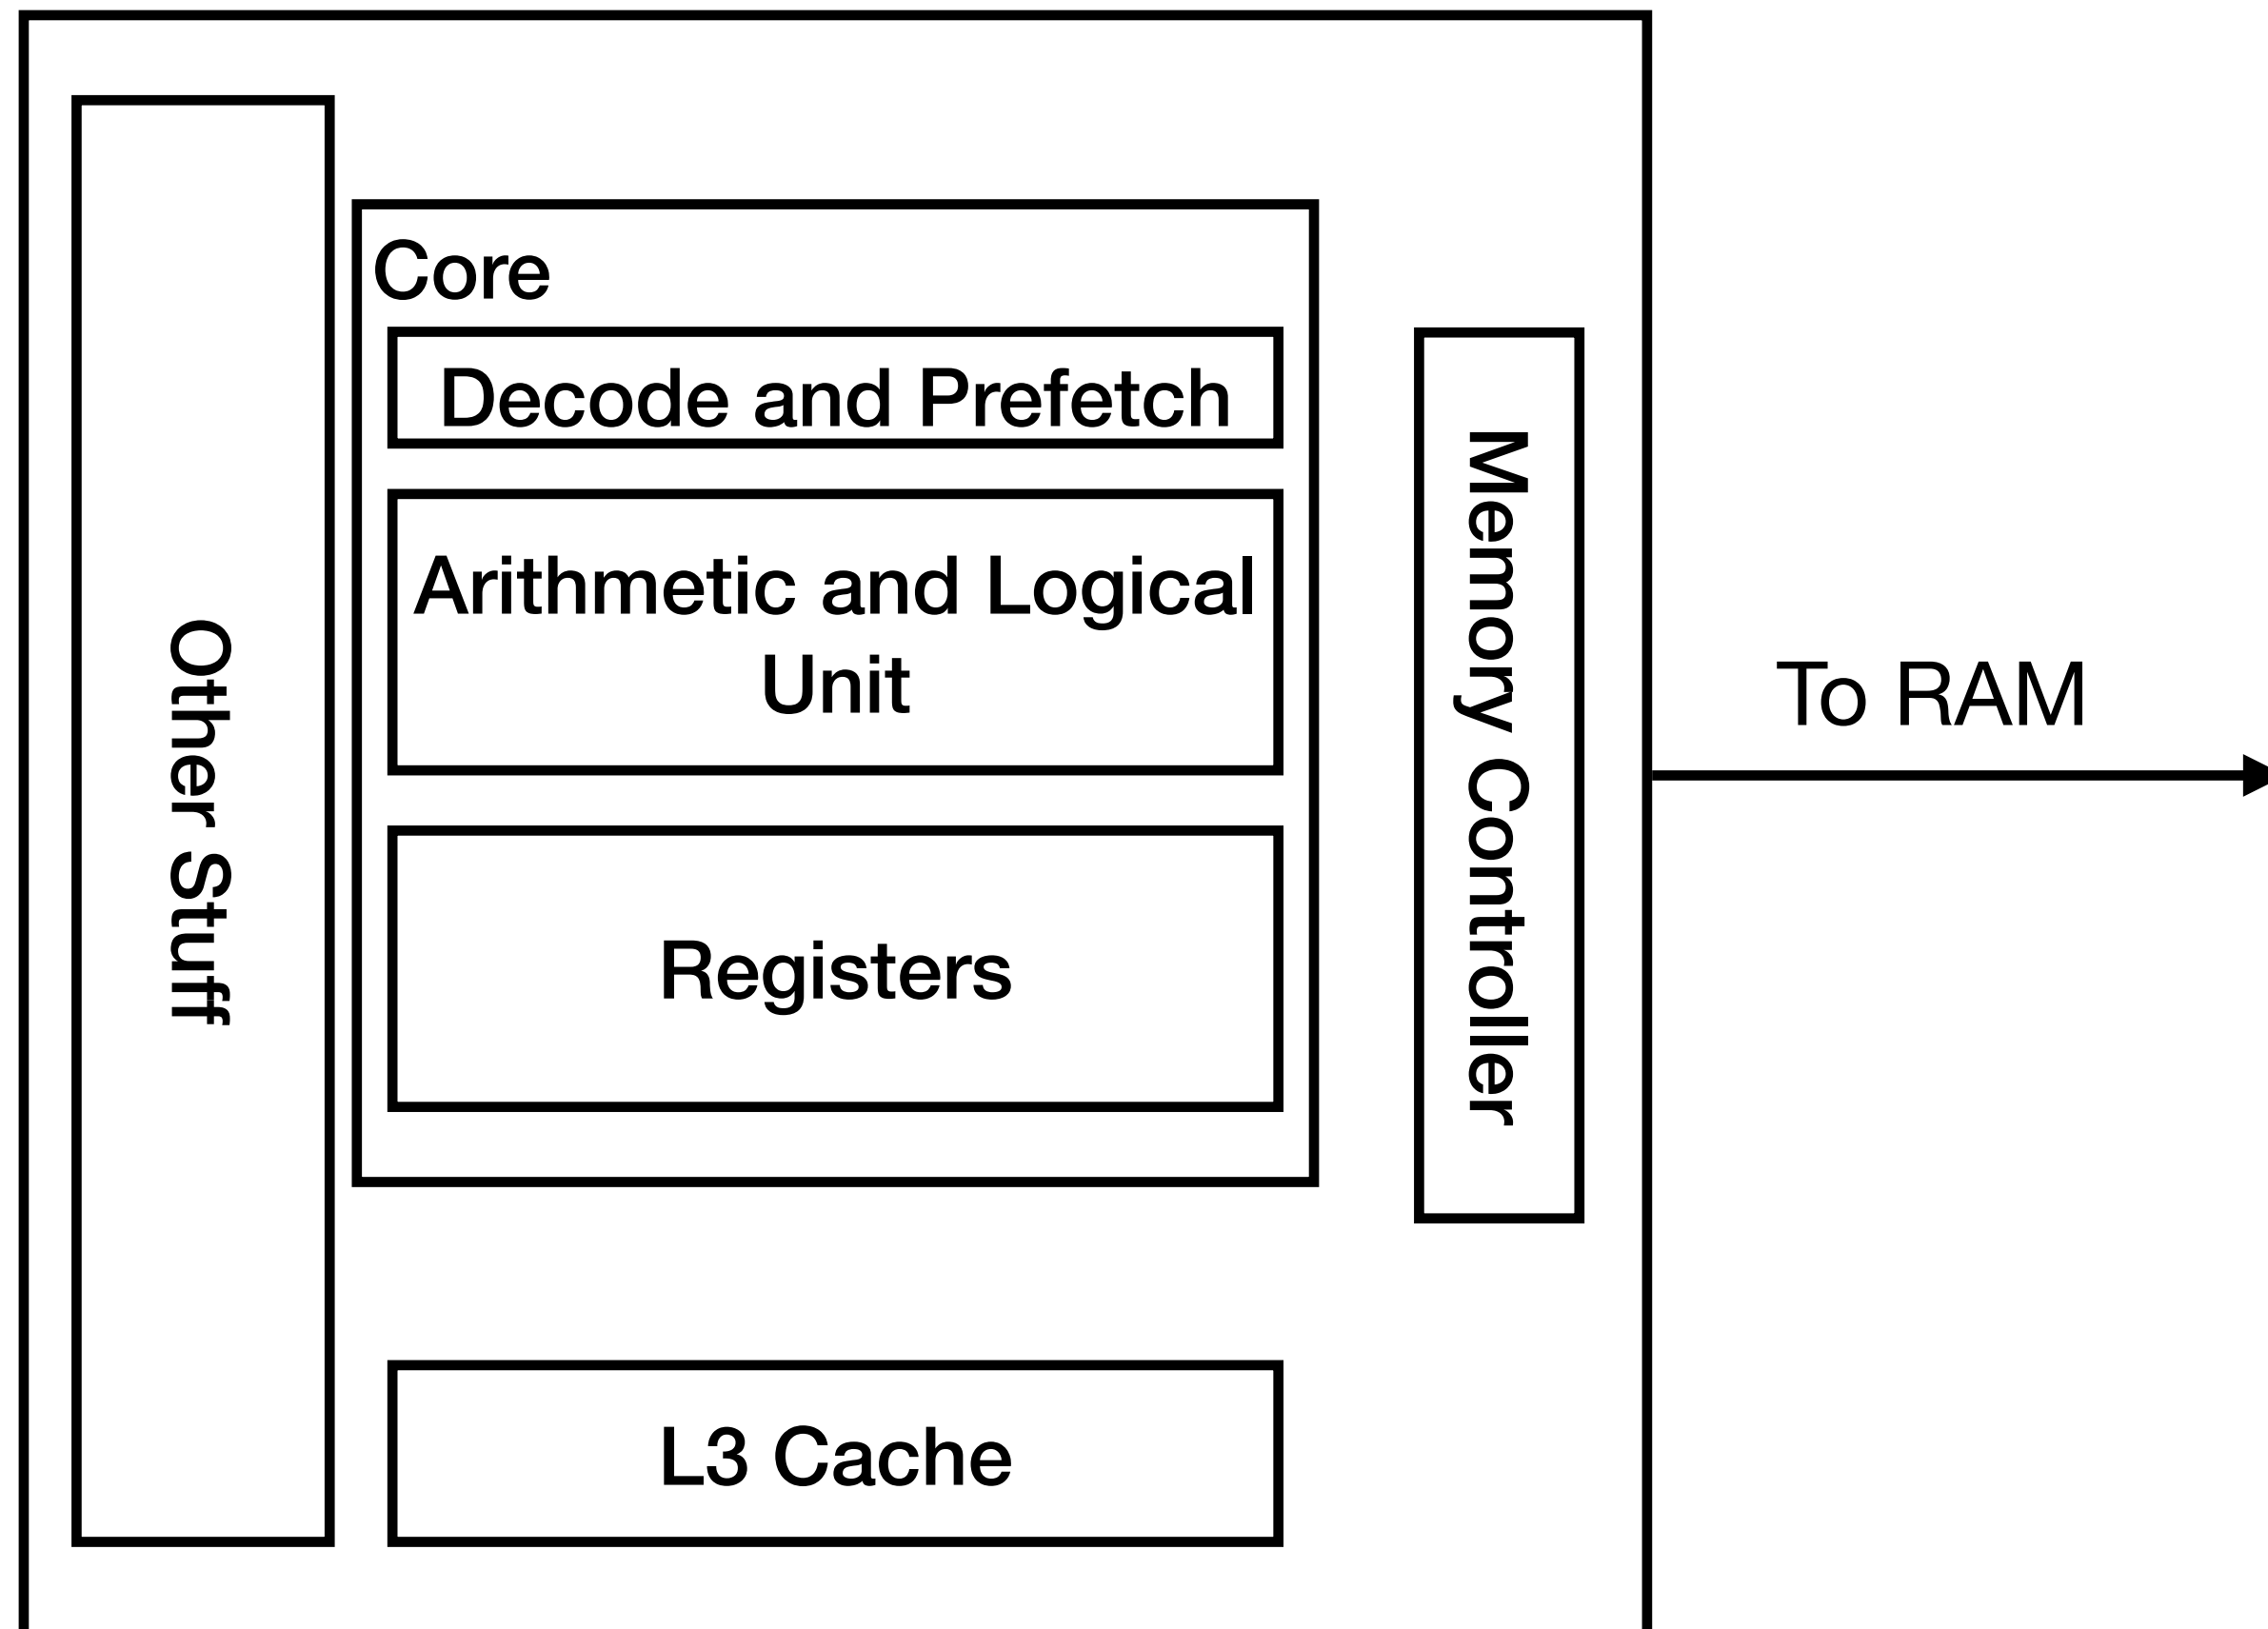 Other Stuff
Core
Decode and Prefetch
Arithmetic and Logical
Unit
Registers
L3 Cache
Memory Controller
To RAM